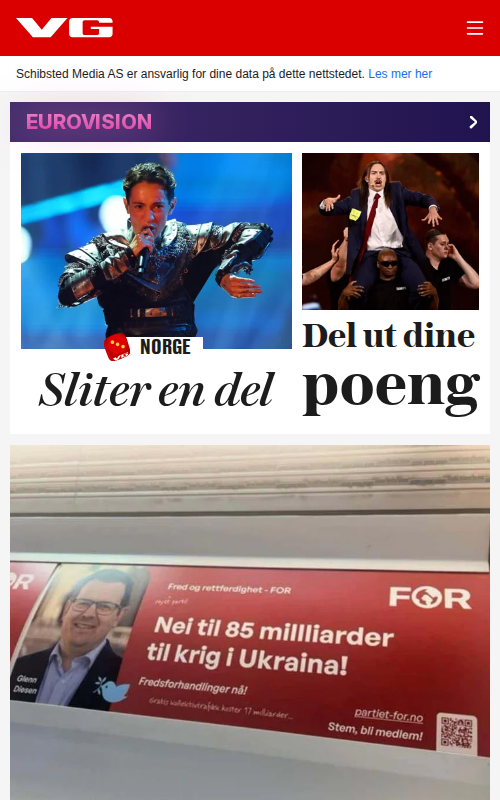 VG
Schibsted Media AS er ansvarlig for dine data på dette nettstedet. Les mer her
EUROVISION
NORGE
Sliter en del
Del ut dine
poeng
FOR
Fred og rettferdighet - FOR
FOR
Nei til 85 millliarder
til krig i Ukraina!
Glenn
Diesen
Fredsforhandlinger nå!
Gratis kollektivtrafikk koster 17 milliarder...
partiet-for.no
Stem, bli medlem!